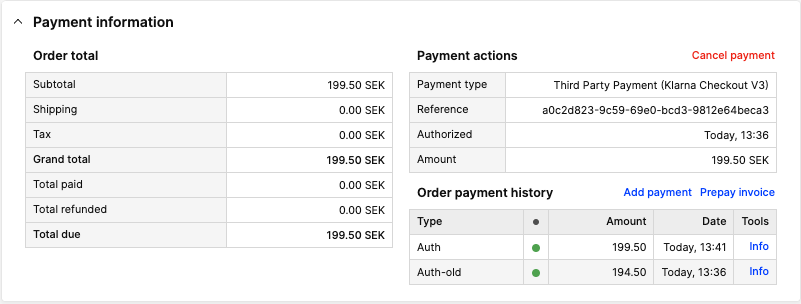 Payment information
Order total
Subtotal 199.50 SEK
Shipping 0.00 SEK
Tax 0.00 SEK
Grand total 199.50 SEK
Total paid 0.00 SEK
Total refunded 0.00 SEK
Total due 199.50 SEK
Payment actions Cancel payment
Payment type Third Party Payment (Klarna Checkout V3)
Reference a0c2d823-9c59-69e0-bcd3-9812e64beca3
Authorized Today, 13:36
Amount 199.50 SEK
Order payment history Add payment Prepay invoice
Type Amount Date Tools
Auth 199.50 Today, 13:41 Info
Auth-old 194.50 Today, 13:36 Info